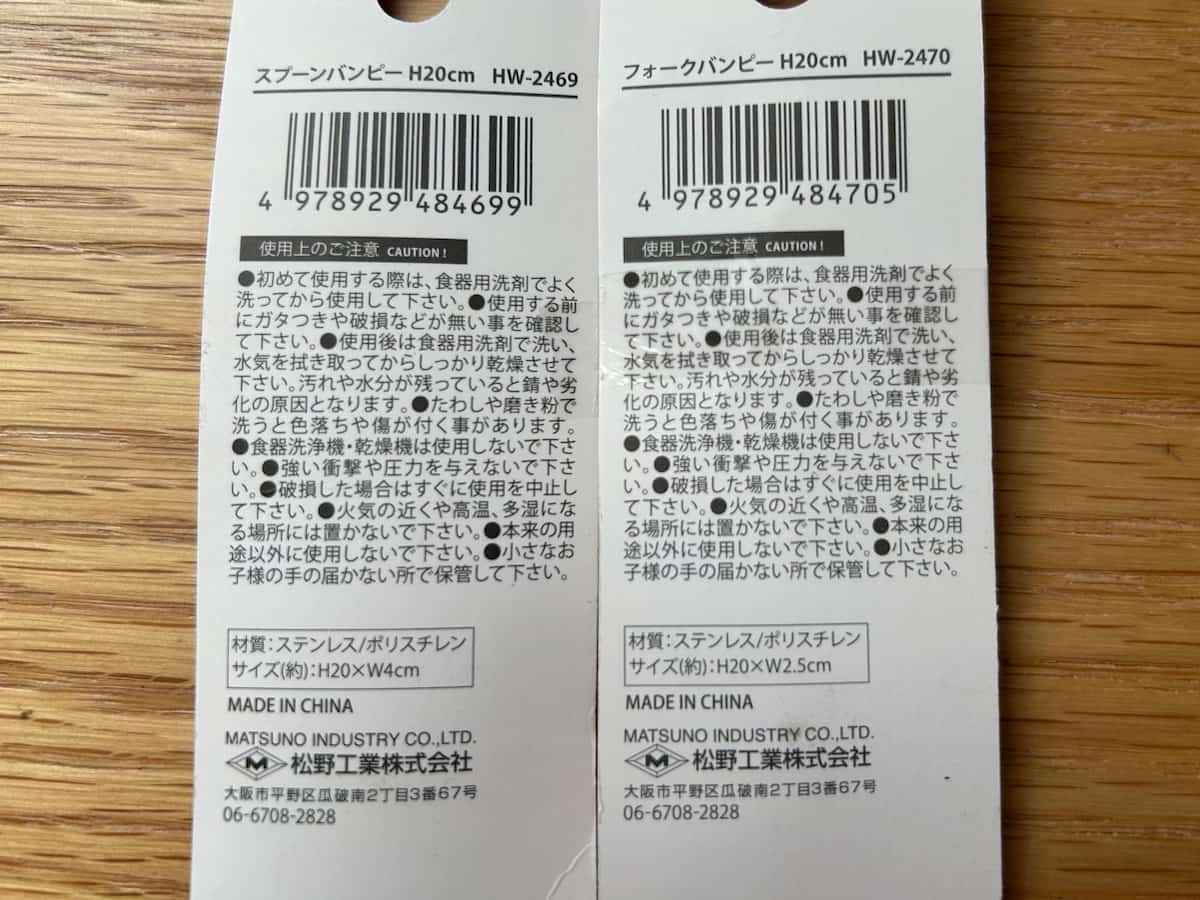 スプーンバンピー H20cm HW-2469
4 978929 484699
使用上のご注意 CAUTION!
●初めて使用する際は、食器用洗剤でよく
洗ってから使用して下さい。●使用する前
にガタつきや破損などが無い事を確認し
て下さい。●使用後は食器用洗剤で洗い、
水気を拭き取ってからしっかり乾燥させて
下さい。汚れや水分が残っていると錆や劣
化の原因となります。●たわしや磨き粉で
洗うと色落ちや傷が付く事があります。
●食器洗浄機・乾燥機は使用しないで下さ
い。●強い衝撃や圧力を与えないで下さ
い。●破損した場合はすぐに使用を中止し
て下さい。●火気の近くや高温、多湿にな
る場所には置かないで下さい。●本来の用
途以外に使用しないで下さい。●小さなお
子様の手の届かない所で保管して下さい。
材質：ステンレス/ポリスチレン
サイズ(約)：H20×W4cm
MADE IN CHINA
MATSUNO INDUSTRY CO.,LTD.
M 松野工業株式会社
大阪市平野区瓜破南2丁目3番67号
06-6708-2828
フォークバンピー H20cm HW-2470
4 978929 484705
使用上のご注意 CAUTION!
●初めて使用する際は、食器用洗剤でよく
洗ってから使用して下さい。●使用する前
にガタつきや破損などが無い事を確認し
て下さい。●使用後は食器用洗剤で洗い、
水気を拭き取ってからしっかり乾燥させて
下さい。汚れや水分が残っていると錆や劣
化の原因となります。●たわしや磨き粉で
洗うと色落ちや傷が付く事があります。
●食器洗浄機・乾燥機は使用しないで下さ
い。●強い衝撃や圧力を与えないで下さ
い。●破損した場合はすぐに使用を中止し
て下さい。●火気の近くや高温、多湿にな
る場所には置かないで下さい。●本来の用
途以外に使用しないで下さい。●小さなお
子様の手の届かない所で保管して下さい。
材質：ステンレス/ポリスチレン
サイズ(約)：H20×W2.5cm
MADE IN CHINA
MATSUNO INDUSTRY CO.,LTD.
M 松野工業株式会社
大阪市平野区瓜破南2丁目3番67号
06-6708-2828